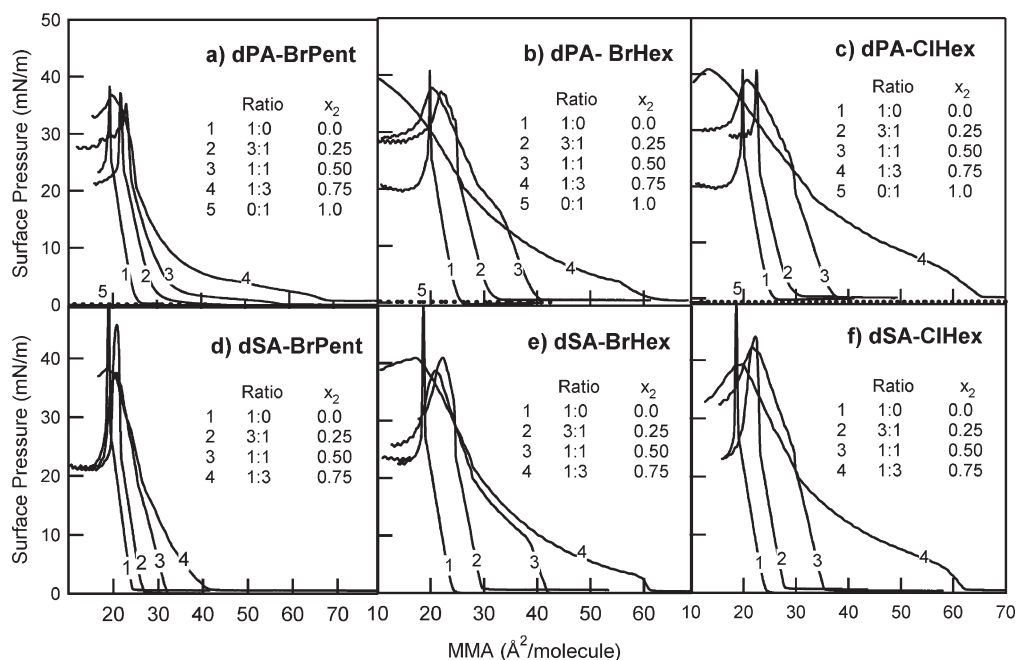 50
40
30
20
10
0
Surface Pressure (mN/m)
a) dPA-BrPent
Ratio x2
1 1:0 0.0
2 3:1 0.25
3 1:1 0.50
4 1:3 0.75
5 0:1 1.0
5 1 2 3 4
b) dPA- BrHex
Ratio x2
1 1:0 0.0
2 3:1 0.25
3 1:1 0.50
4 1:3 0.75
5 0:1 1.0
5 1 2 3 4
c) dPA-ClHex
Ratio x2
1 1:0 0.0
2 3:1 0.25
3 1:1 0.50
4 1:3 0.75
5 0:1 1.0
5 1 2 3 4
40
30
20
10
0
Surface Pressure (mN/m)
d) dSA-BrPent
Ratio x2
1 1:0 0.0
2 3:1 0.25
3 1:1 0.50
4 1:3 0.75
1 2 3 4
e) dSA-BrHex
Ratio x2
1 1:0 0.0
2 3:1 0.25
3 1:1 0.50
4 1:3 0.75
1 2 3 4
f) dSA-ClHex
Ratio x2
1 1:0 0.0
2 3:1 0.25
3 1:1 0.50
4 1:3 0.75
1 2 3 4
20 30 40 50 60 70 10 20 30 40 50 60 10 20 30 40 50 60 70
MMA (Å2/molecule)